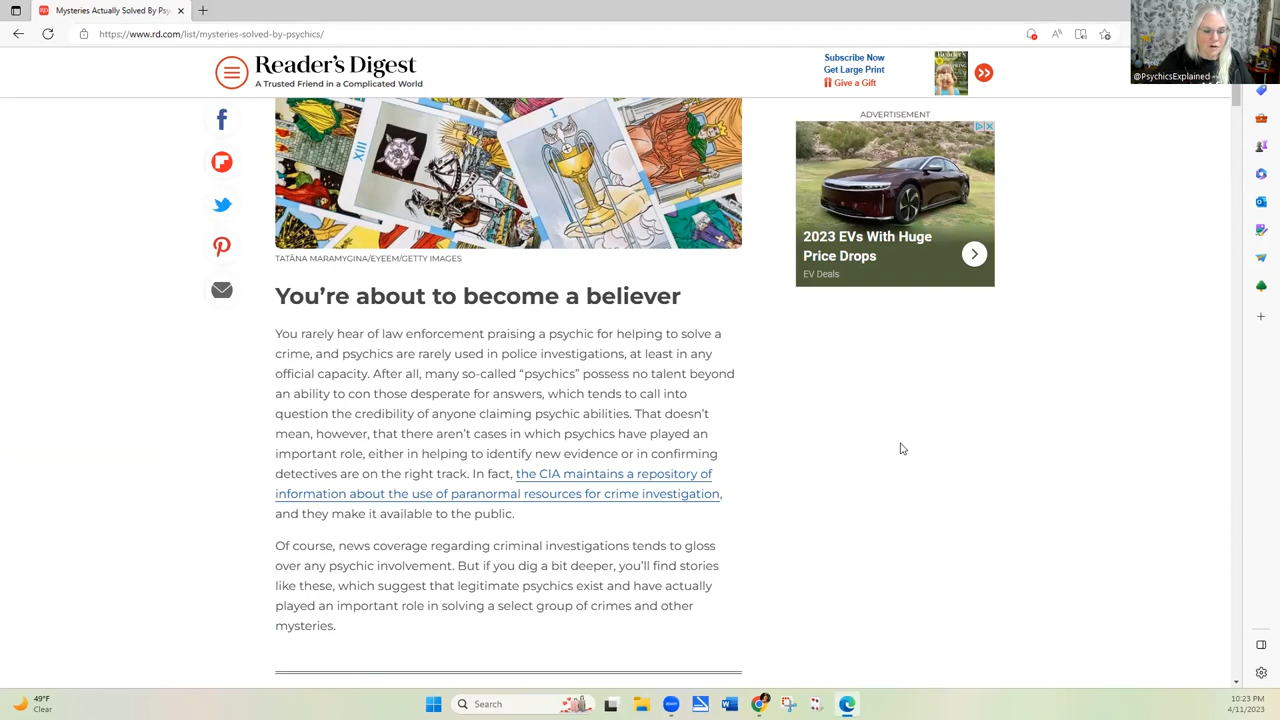 Mysteries Actually Solved By Psy
https://www.rd.com/list/mysteries-solved-by-psychics/
@PsychicsExplained
Reader's Digest
A Trusted Friend in a Complicated World
Subscribe Now
Get Large Print
Give a Gift
ADVERTISEMENT
2023 EVs With Huge
Price Drops
EV Deals
XIII
1
TATÂNA MARAMYGINA/EYEEM/GETTY IMAGES
You're about to become a believer
You rarely hear of law enforcement praising a psychic for helping to solve a
crime, and psychics are rarely used in police investigations, at least in any
official capacity. After all, many so-called “psychics” possess no talent beyond
an ability to con those desperate for answers, which tends to call into
question the credibility of anyone claiming psychic abilities. That doesn't
mean, however, that there aren't cases in which psychics have played an
important role, either in helping to identify new evidence or in confirming
detectives are on the right track. In fact, the CIA maintains a repository of
information about the use of paranormal resources for crime investigation,
and they make it available to the public.
Of course, news coverage regarding criminal investigations tends to gloss
over any psychic involvement. But if you dig a bit deeper, you'll find stories
like these, which suggest that legitimate psychics exist and have actually
played an important role in solving a select group of crimes and other
mysteries.
49°F
Clear
Search
10:23 PM
4/11/2023